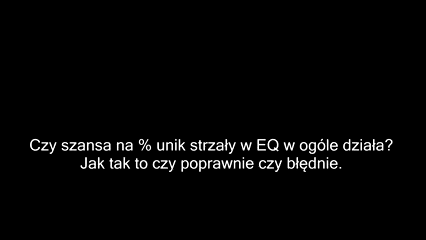 Czy szansa na % unik strzały w EQ w ogóle działa?
Jak tak to czy poprawnie czy błędnie.